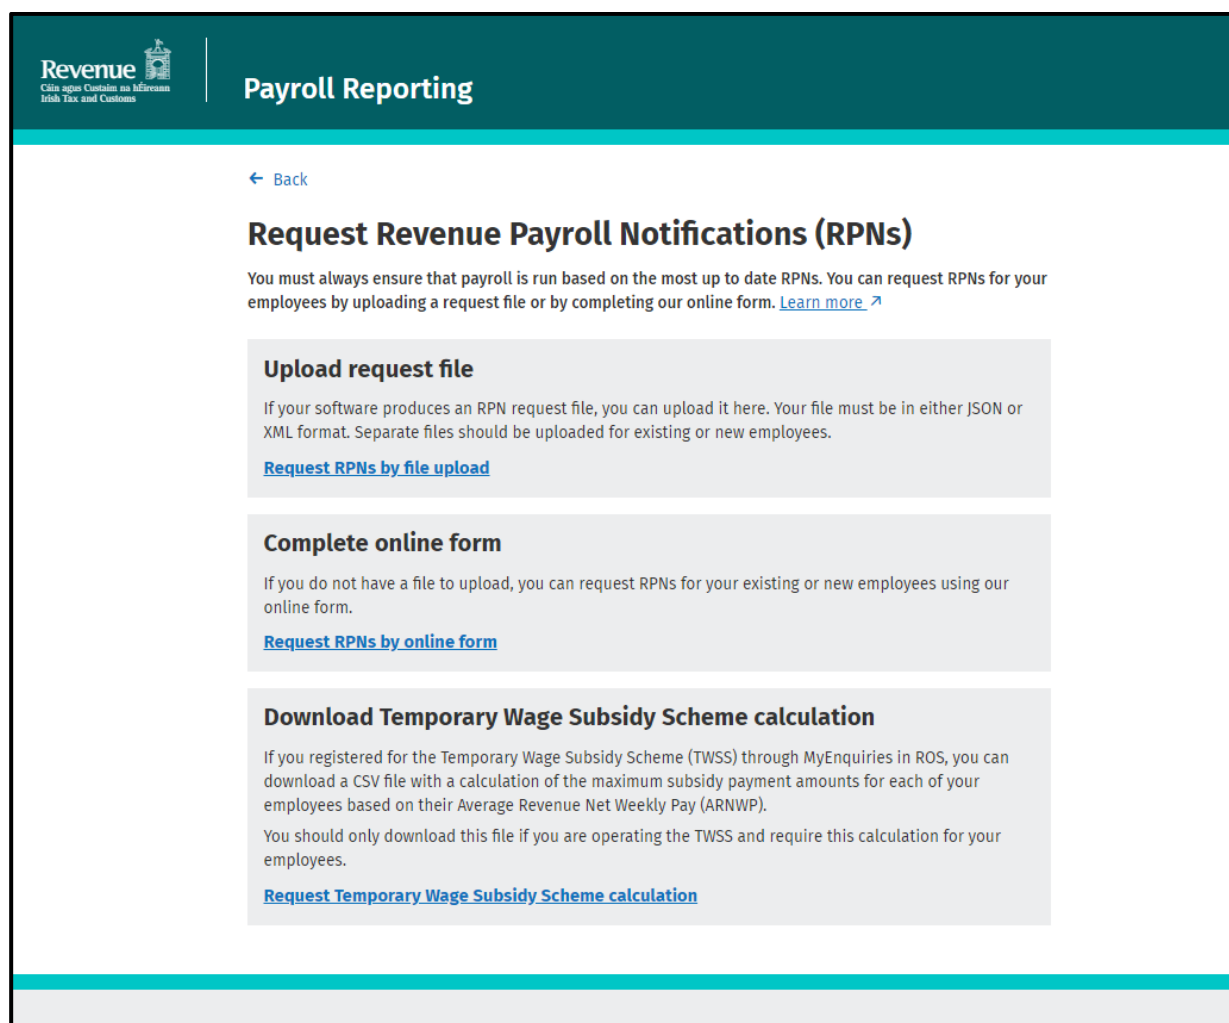 Revenue
Cáin agus Custaim na hÉireann
Irish Tax and Customs
Payroll Reporting
← Back
Request Revenue Payroll Notifications (RPNs)
You must always ensure that payroll is run based on the most up to date RPNs. You can request RPNs for your
employees by uploading a request file or by completing our online form. Learn more ↗
Upload request file
If your software produces an RPN request file, you can upload it here. Your file must be in either JSON or
XML format. Separate files should be uploaded for existing or new employees.
Request RPNs by file upload
Complete online form
If you do not have a file to upload, you can request RPNs for your existing or new employees using our
online form.
Request RPNs by online form
Download Temporary Wage Subsidy Scheme calculation
If you registered for the Temporary Wage Subsidy Scheme (TWSS) through MyEnquiries in ROS, you can
download a CSV file with a calculation of the maximum subsidy payment amounts for each of your
employees based on their Average Revenue Net Weekly Pay (ARNWP).
You should only download this file if you are operating the TWSS and require this calculation for your
employees.
Request Temporary Wage Subsidy Scheme calculation